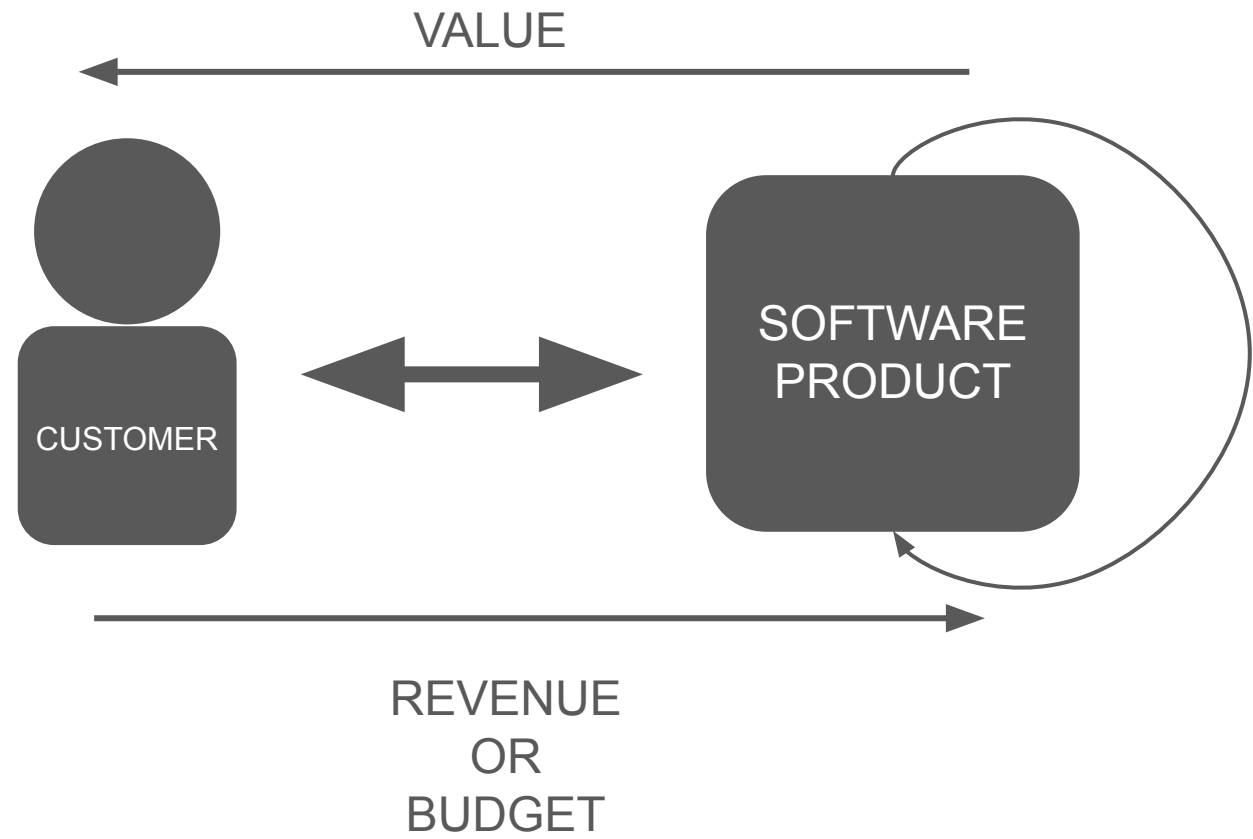 VALUE
SOFTWARE
PRODUCT
CUSTOMER
REVENUE
OR
BUDGET